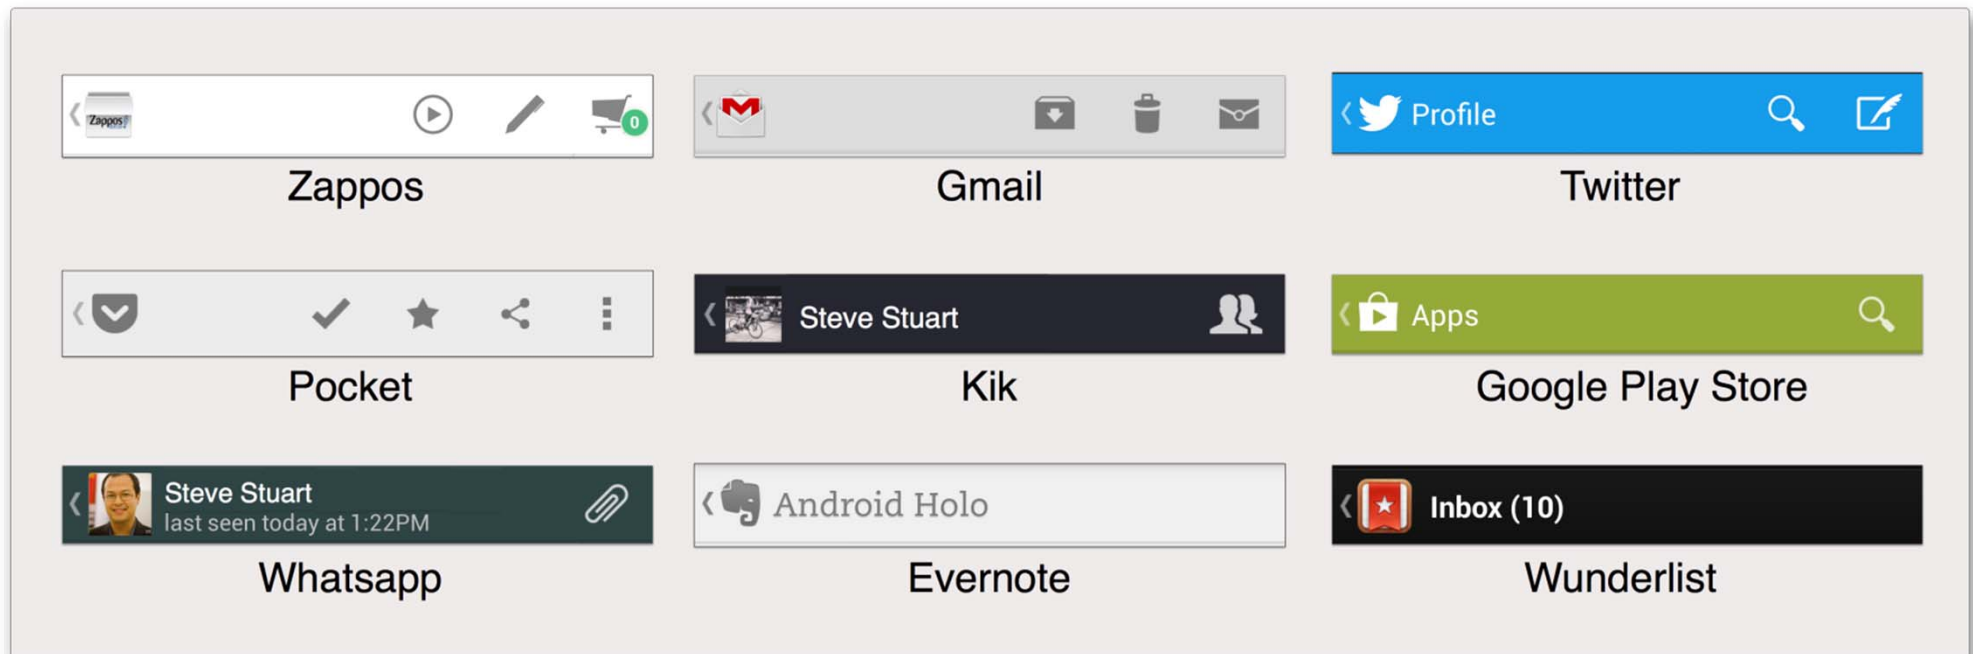 Zappos!
0
Zappos
Gmail
Profile
Twitter
Pocket
Steve Stuart
Kik
Apps
Google Play Store
Steve Stuart
last seen today at 1:22PM
Whatsapp
Android Holo
Evernote
Inbox (10)
Wunderlist